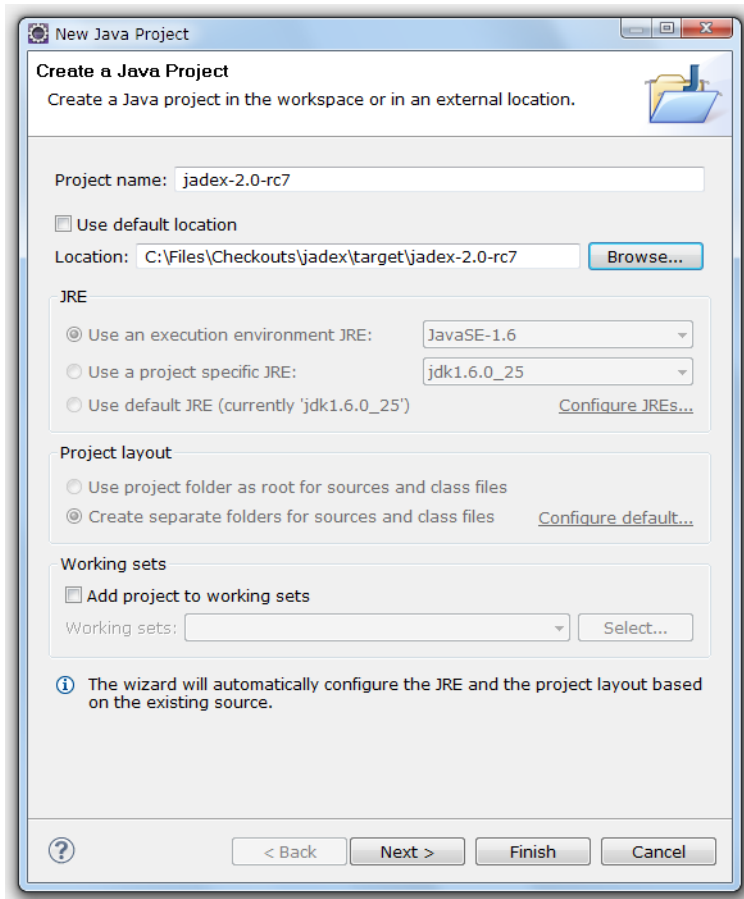 New Java Project
Create a Java Project
Create a Java project in the workspace or in an external location.
Project name: jadex-2.0-rc7
Use default location
Location: C:\Files\Checkouts\jadex\target\jadex-2.0-rc7 Browse...
JRE
Use an execution environment JRE: JavaSE-1.6
Use a project specific JRE: jdk1.6.0_25
Use default JRE (currently 'jdk1.6.0_25') Configure JREs...
Project layout
Use project folder as root for sources and class files
Create separate folders for sources and class files Configure default...
Working sets
Add project to working sets
Working sets: Select...
The wizard will automatically configure the JRE and the project layout based
on the existing source.
< Back Next > Finish Cancel